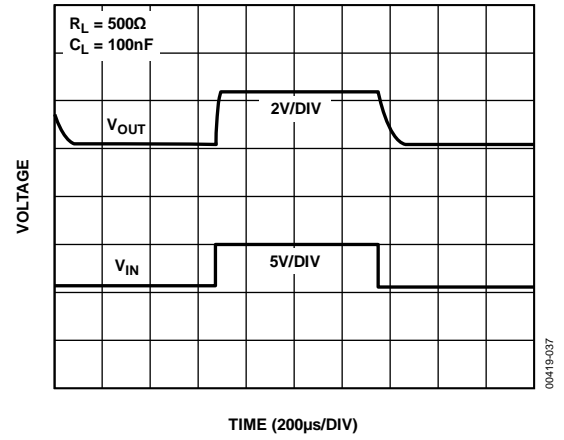 R_L = 500Ω
C_L = 100nF
2V/DIV
V_OUT
5V/DIV
V_IN
VOLTAGE
TIME (200µs/DIV)
00419-037